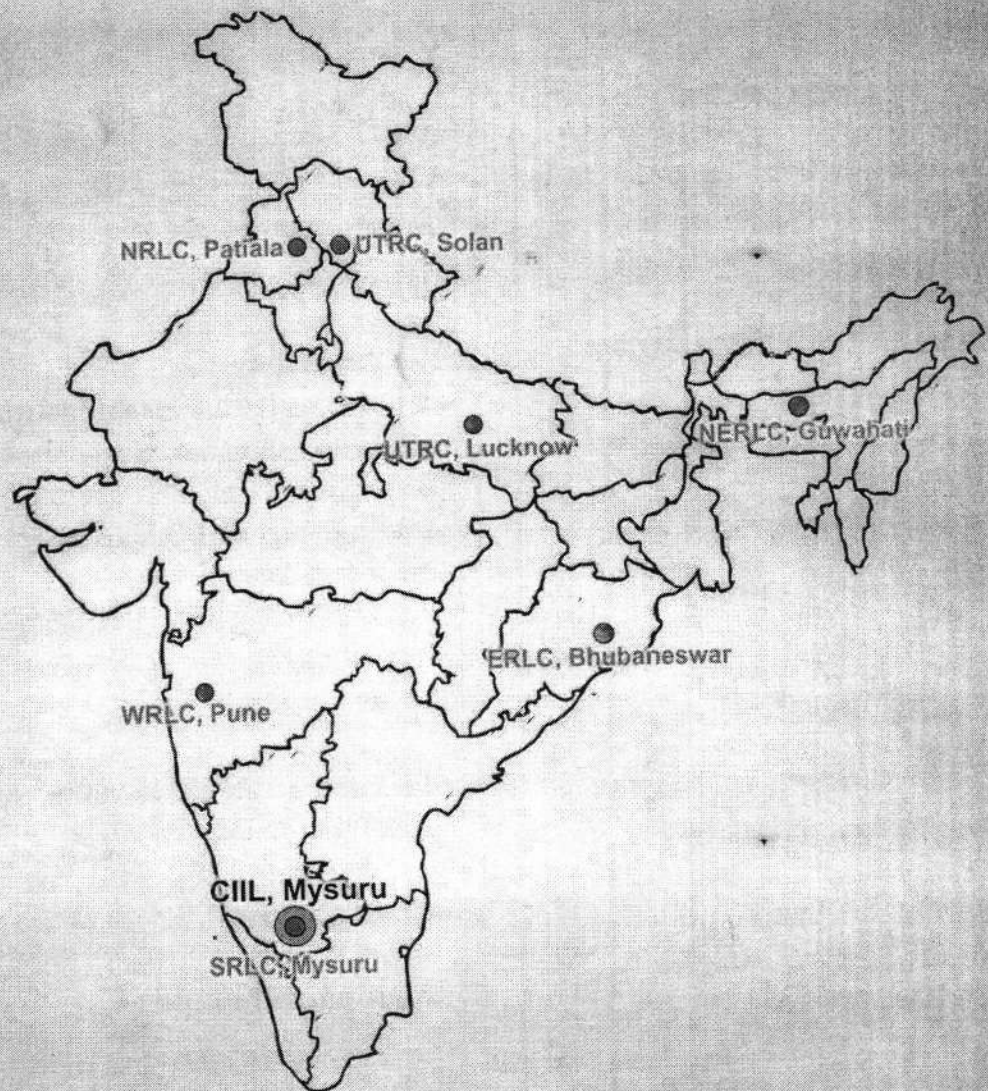 NRLC, Patiala
UTRC, Solan
UTRC, Lucknow
NERLC, Guwahati
ERLC, Bhubaneswar
WRLC, Pune
CIIL, Mysuru
SRLC, Mysuru